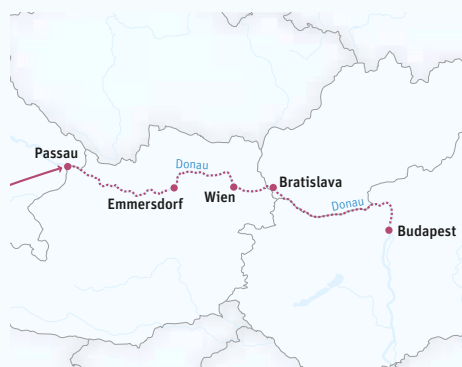 Passau
Donau
Emmersdorf
Wien
Bratislava
Donau
Budapest